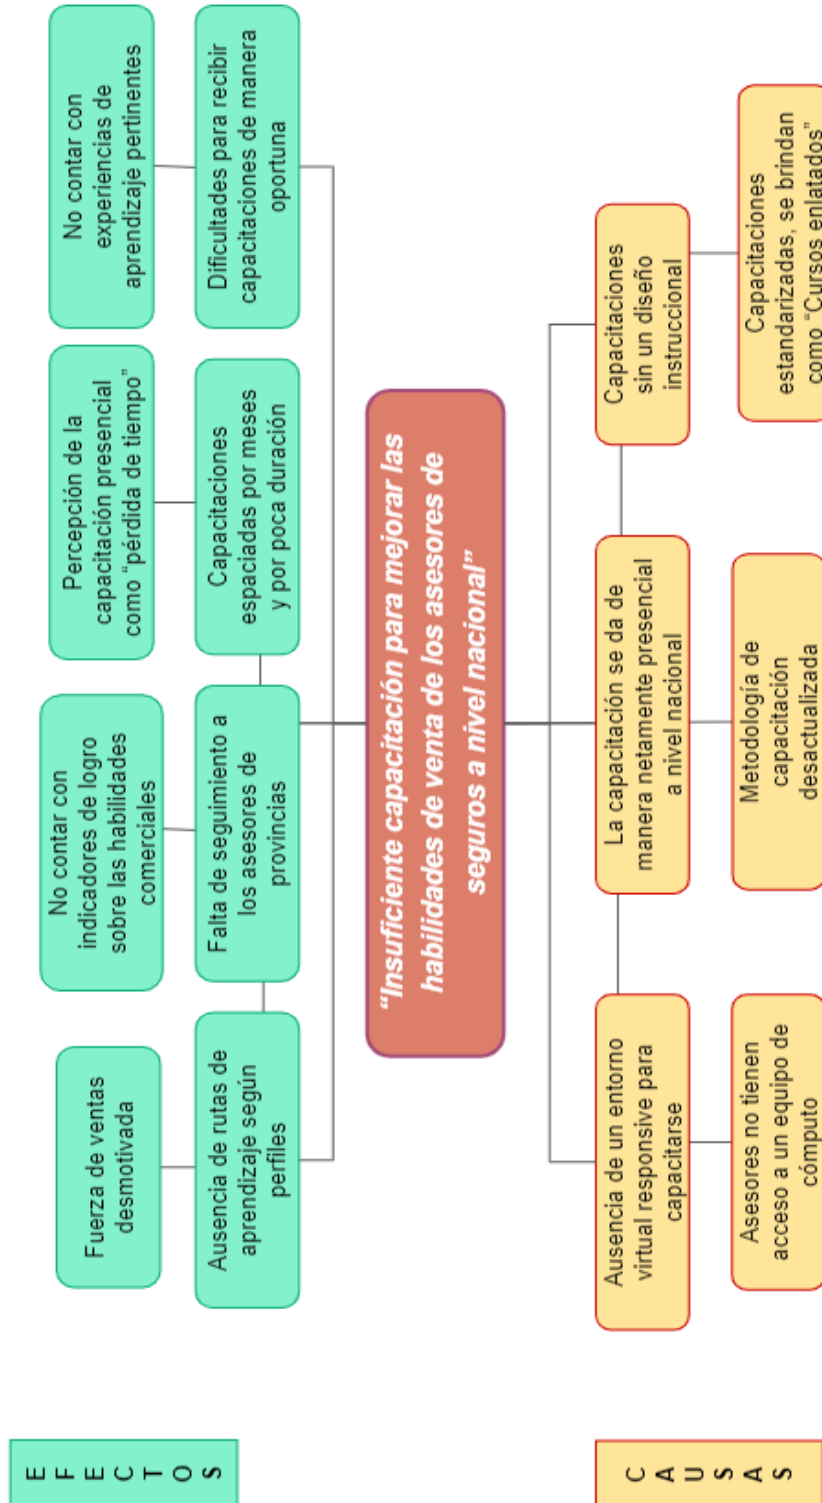 E
F
E
C
T
O
S
Fuerza de ventas
desmotivada
No contar con
indicadores de logro
sobre las habilidades
comerciales
Percepción de la
capacitación presencial
como “pérdida de tiempo”
No contar con
experiencias de
aprendizaje pertinentes
Ausencia de rutas de
aprendizaje según
perfiles
Falta de seguimiento a
los asesores de
provincias
Capacitaciones
espaciadas por meses
y por poca duración
Dificultades para recibir
capacitaciones de manera
oportuna
“Insuficiente capacitación para mejorar las
habilidades de venta de los asesores de
seguros a nivel nacional”
C
A
U
S
A
S
Ausencia de un entorno
virtual responsive para
capacitarse
La capacitación se da de
manera netamente presencial
a nivel nacional
Capacitaciones
sin un diseño
instruccional
Asesores no tienen
acceso a un equipo de
cómputo
Metodología de
capacitación
desactualizada
Capacitaciones
estandarizadas, se brindan
como “Cursos enlatados”